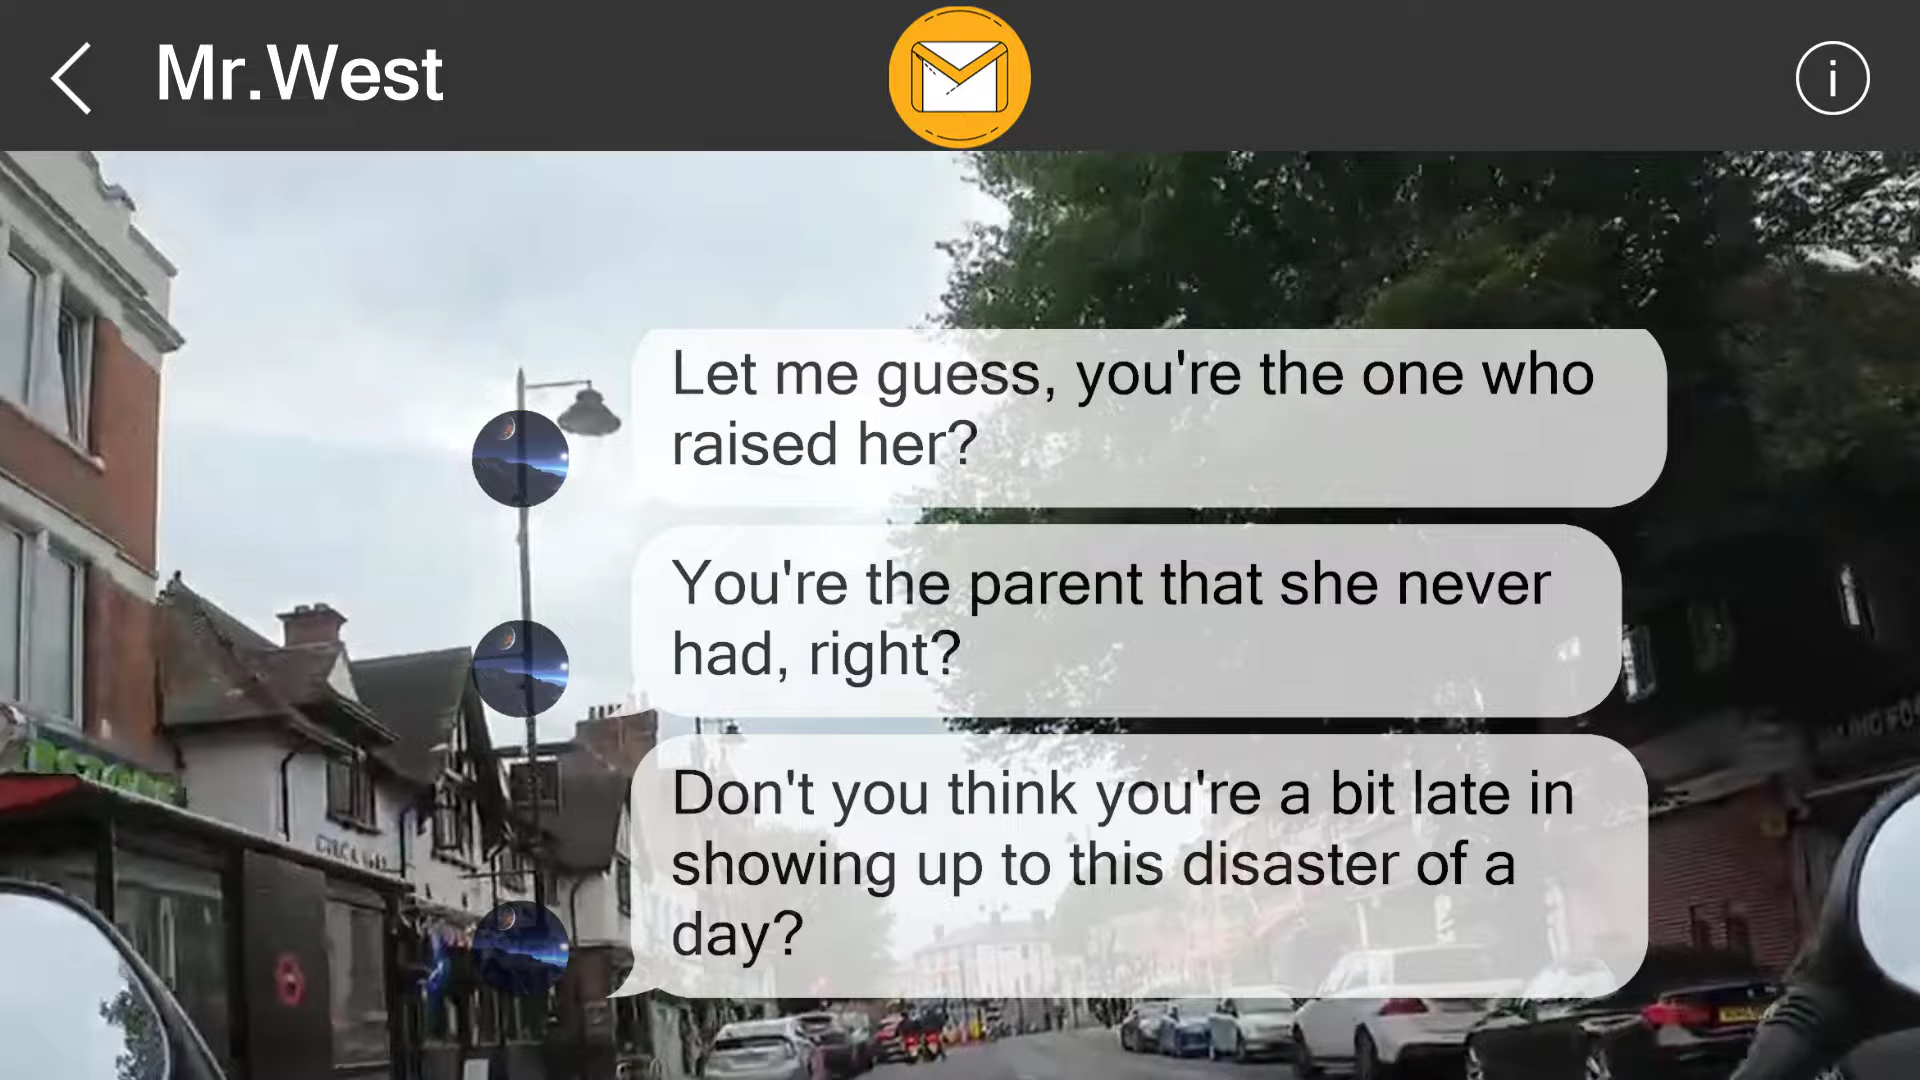 Mr.West
i
Let me guess, you're the one who
raised her?
You're the parent that she never
had, right?
Don't you think you're a bit late in
showing up to this disaster of a
day?